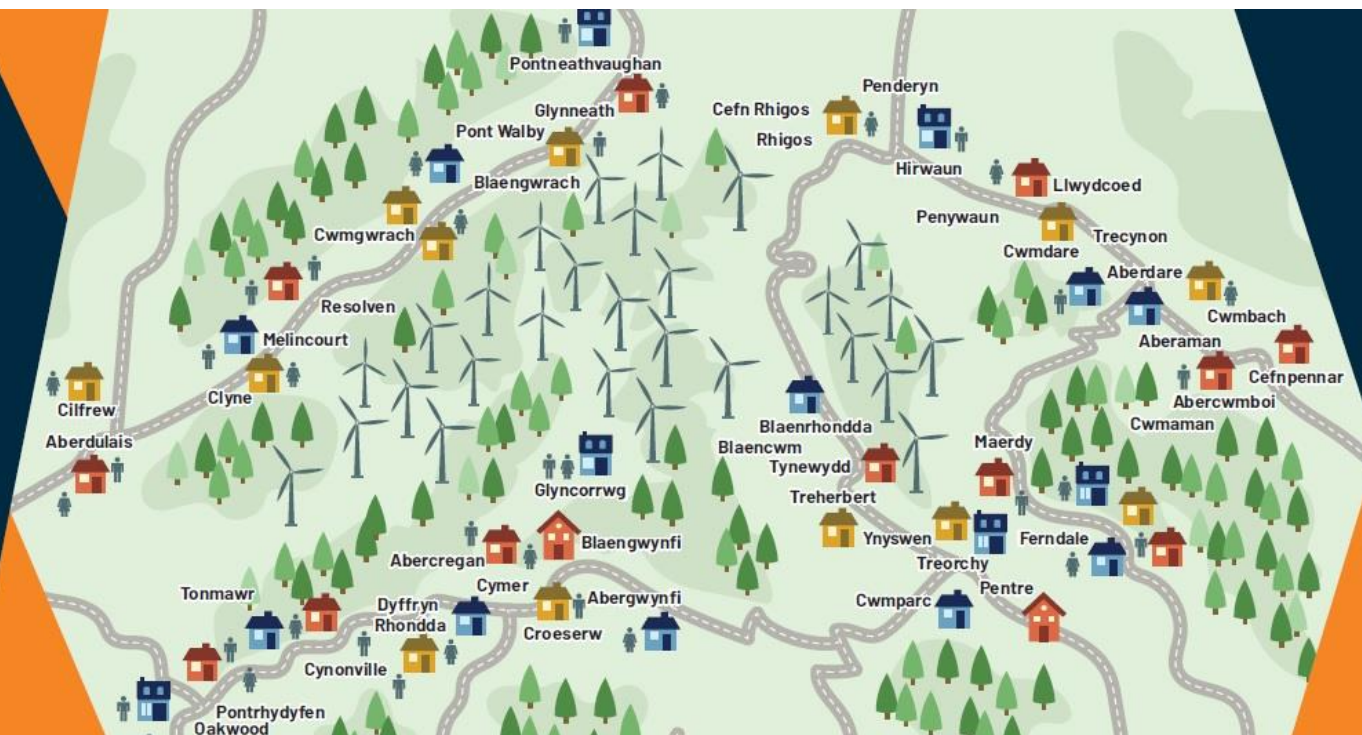 Pontneathvaughan
Glynneath
Pont Walby
Blaengwrach
Cwmgwrach
Resolven
Melincourt
Clyne
Cilfrew
Aberdulais
Cefn Rhigos
Rhigos
Penderyn
Hirwaun
Llwydcoed
Penywaun
Trecynon
Cwmdare
Aberdare
Cwmbach
Aberaman
Cefnpennar
Abercwmboi
Cwmaman
Maerdy
Blaenrhondda
Blaencwm
Tynewydd
Treherbert
Ynyswen
Ferndale
Treorchy
Pentre
Cwmparc
Glyncorrwg
Blaengwynfi
Abercregan
Cymer
Abergwynfi
Croeserw
Dyffryn
Rhondda
Tonmawr
Cynonville
Pontrhydyfen
Oakwood